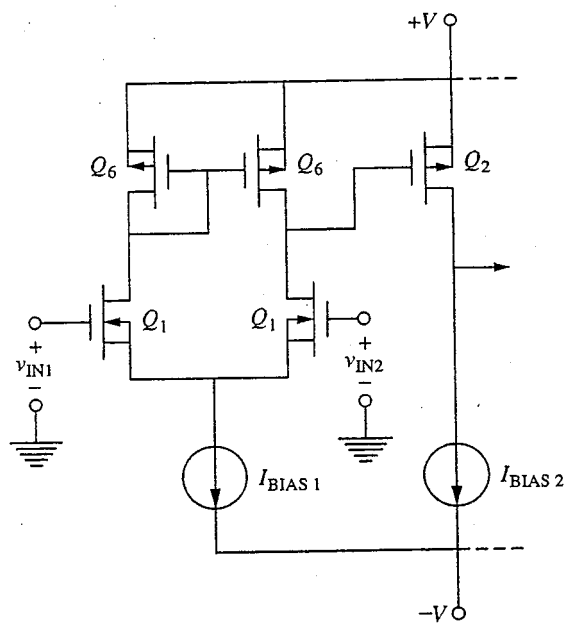 +V
Q6
Q6
Q2
Q1
Q1
+
vIN1
−
+
vIN2
−
IBIAS 1
IBIAS 2
−V